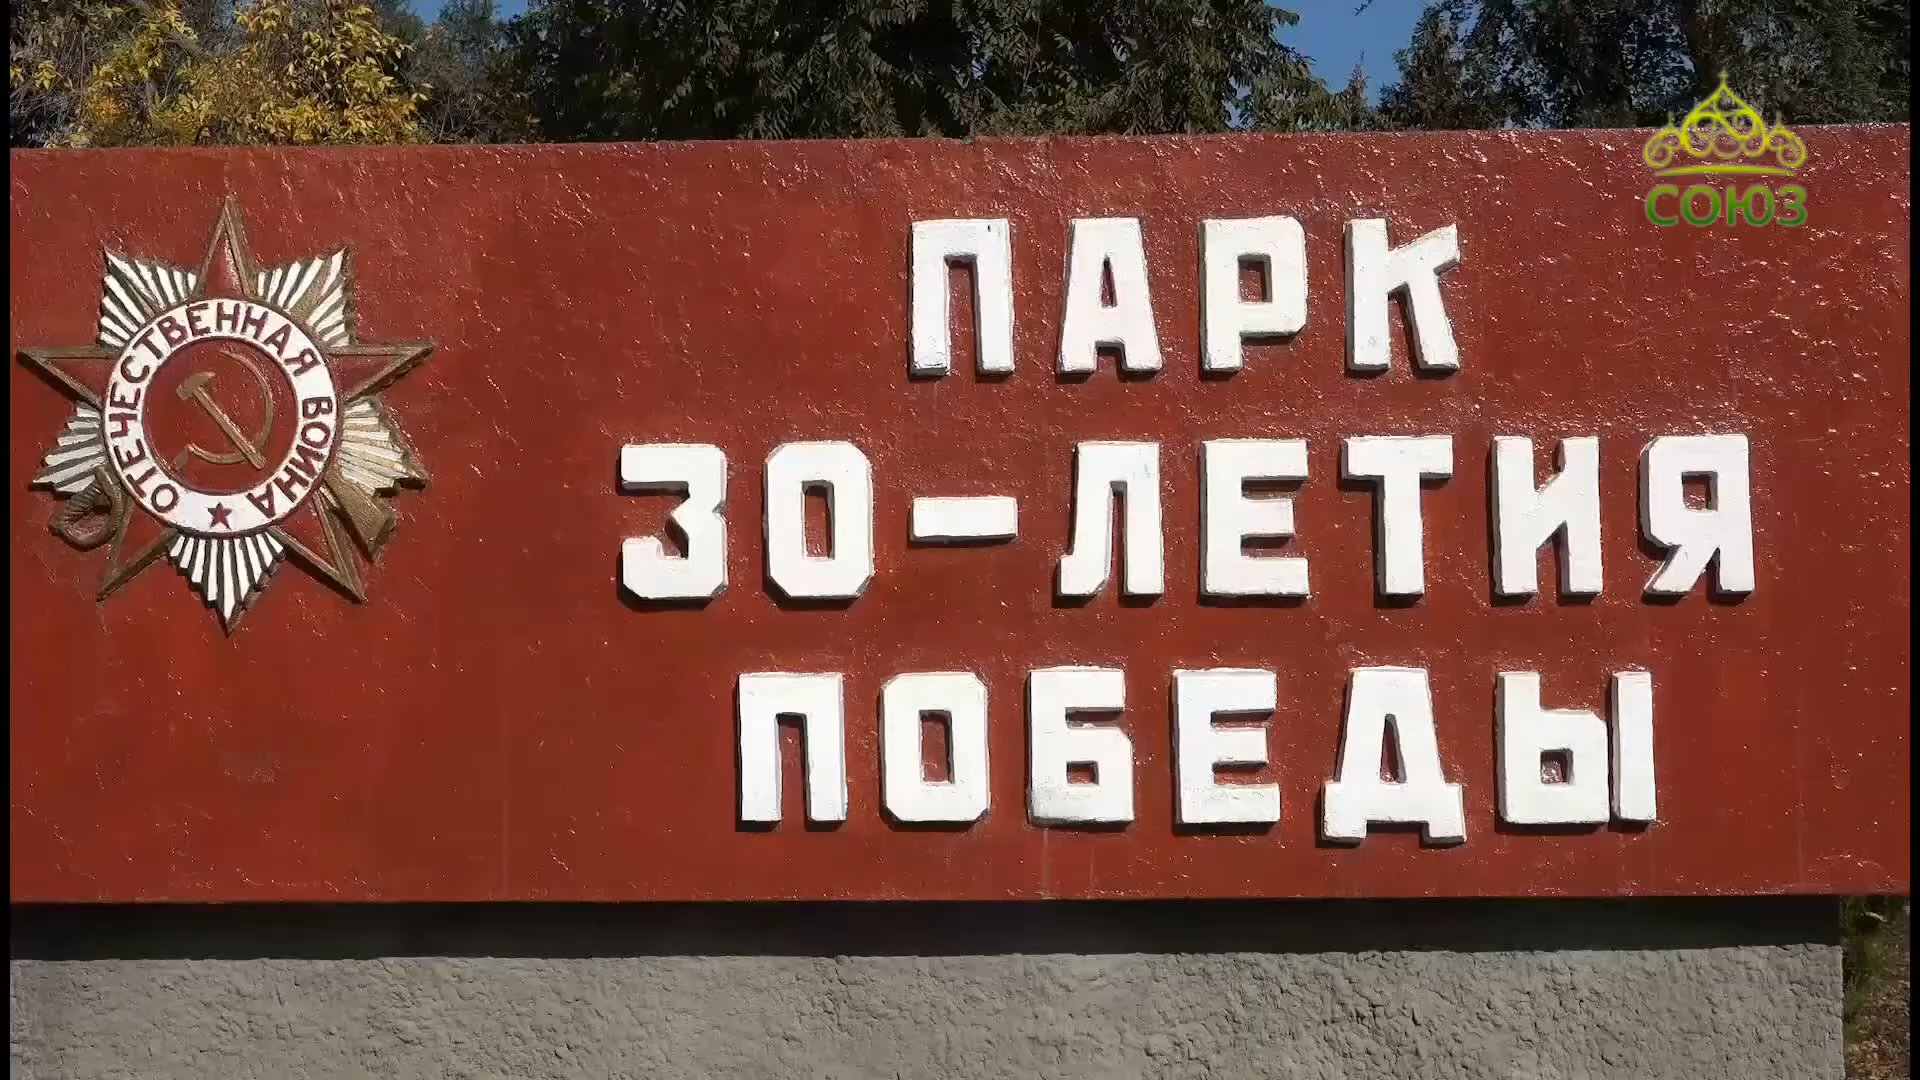 СОЮЗ
ПАРК
30-ЛЕТИЯ
ПОБЕДЫ
ОТЕЧЕСТВЕННАЯ ВОЙНА